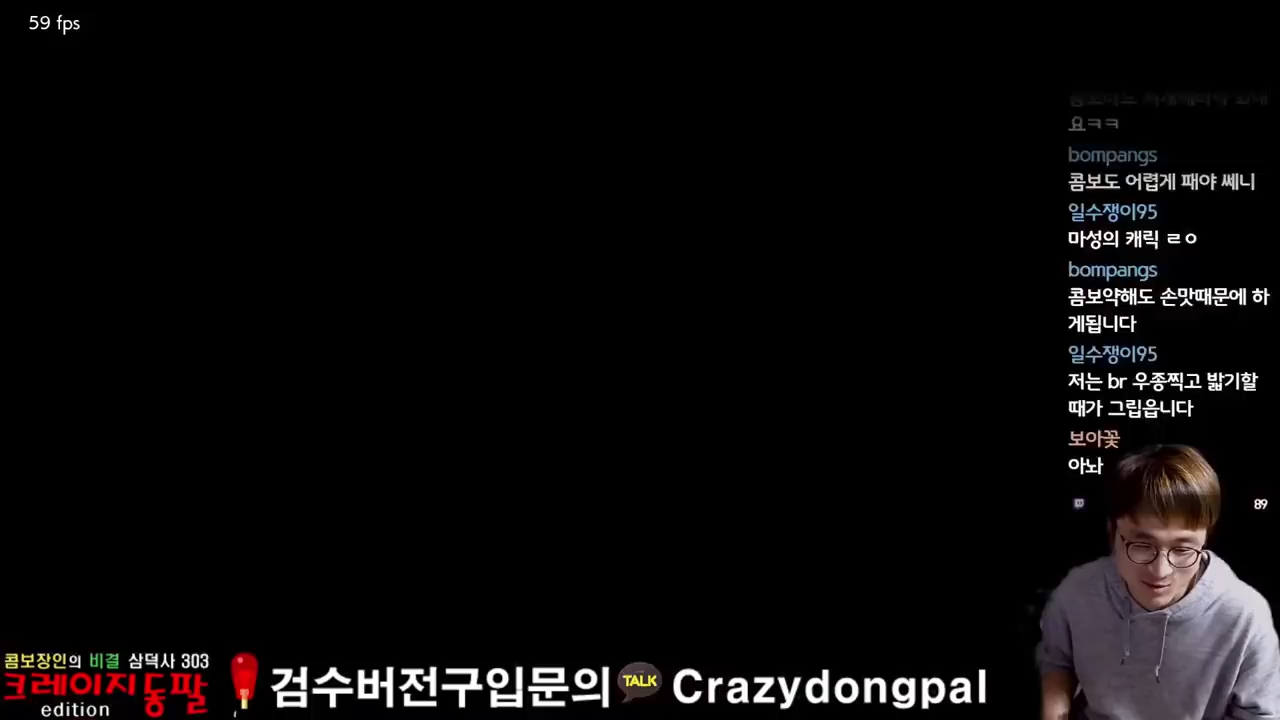 59 fps
요ㅋㅋ
bompangs
콤보도 어렵게 패야 쎄니
일수쟁이95
마성의 캐릭 ㄹㅇ
bompangs
콤보약해도 손맛때문에 하
게됩니다
일수쟁이95
저는 br 우종찍고 밟기할
때가 그립읍니다
보아꽃
아놔
89
콤보장인의 비결 삼덕사 303
크레이지 동팔
edition
검수버전구입문의 TALK Crazydongpal